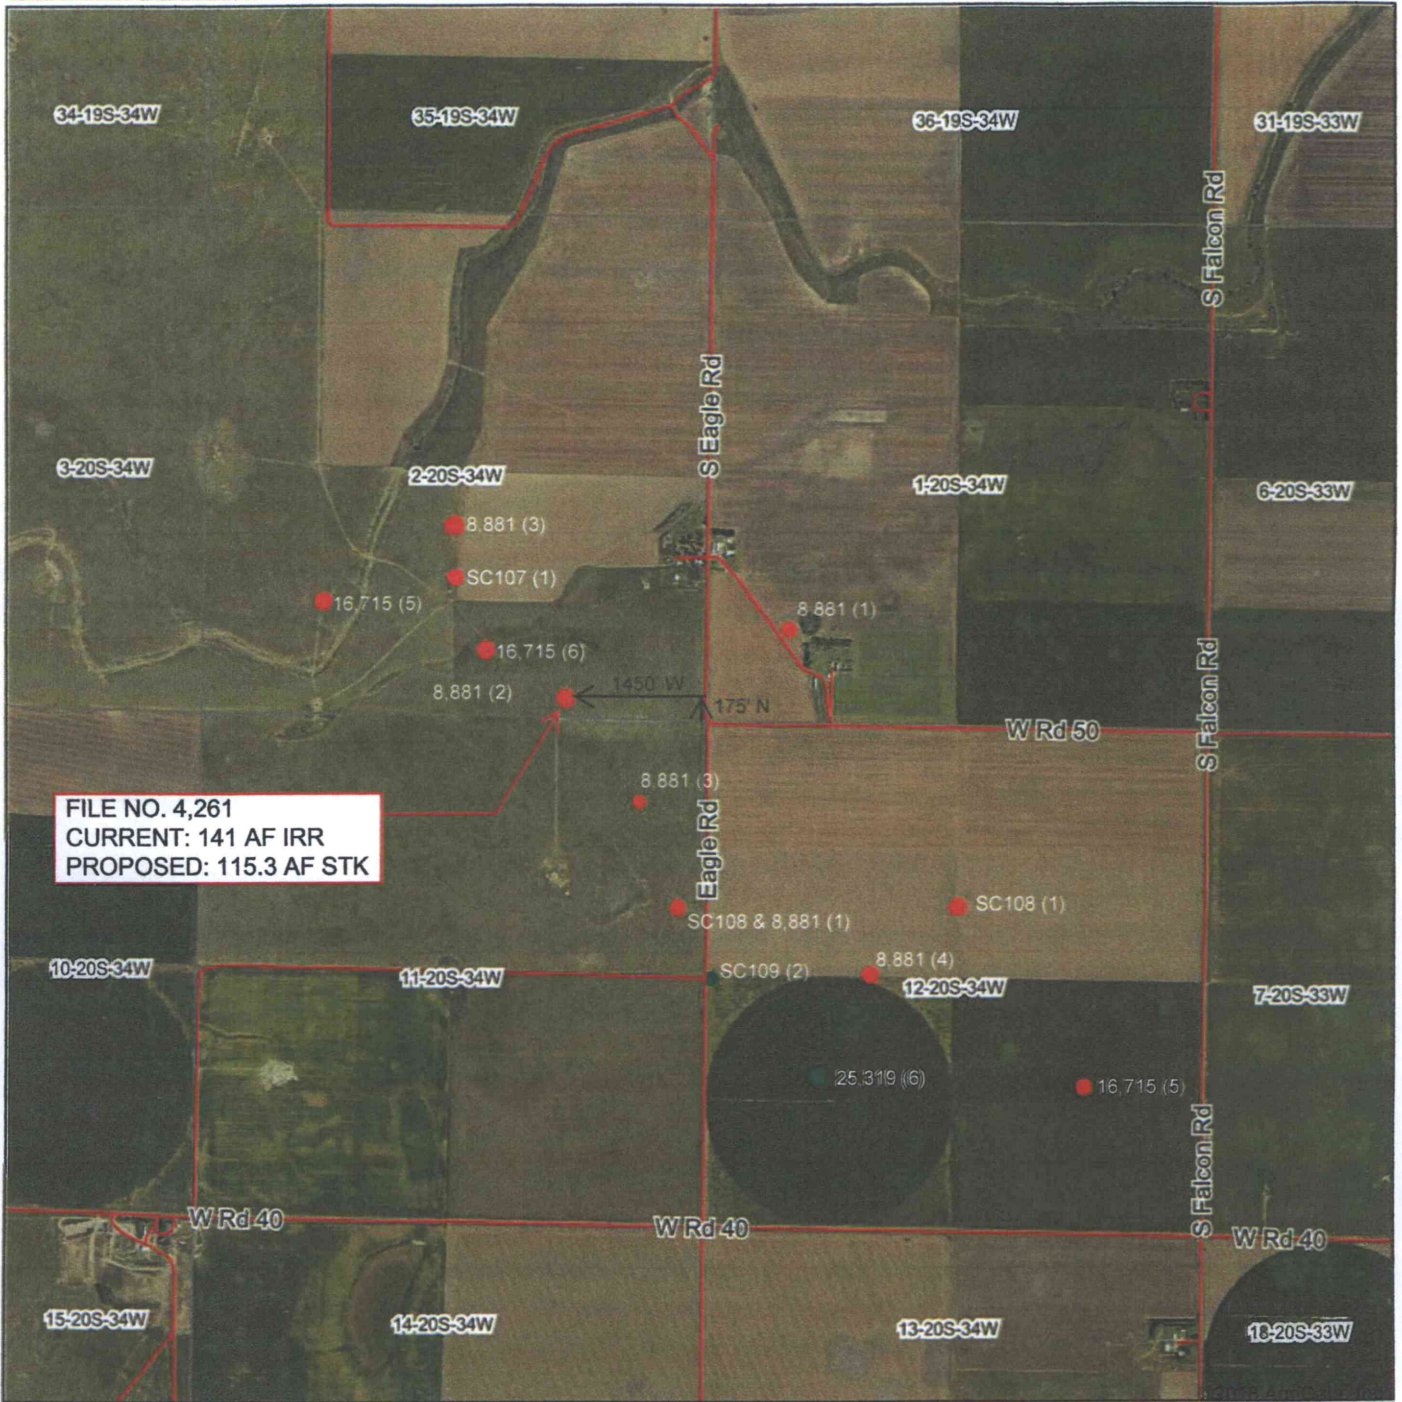 34-19S-34W
35-19S-34W
36-19S-34W
31-19S-33W
S Falcon Rd
S Eagle Rd
3-20S-34W
2-20S-34W
1-20S-34W
6-20S-33W
8.881 (3)
SC107 (1)
16,715 (5)
8.881 (1)
16,715 (6)
8,881 (2)
1450' W
175' N
S Falcon Rd
W Rd 50
8.881 (3)
FILE NO. 4,261
CURRENT: 141 AF IRR
PROPOSED: 115.3 AF STK
Eagle Rd
SC108 & 8,881 (1)
SC108 (1)
10-20S-34W
11-20S-34W
SC109 (2)
8.881 (4)
12-20S-34W
7-20S-33W
25,319 (6)
16,715 (5)
S Falcon Rd
W Rd 40
W Rd 40
W Rd 40
15-20S-34W
14-20S-34W
13-20S-34W
18-20S-33W